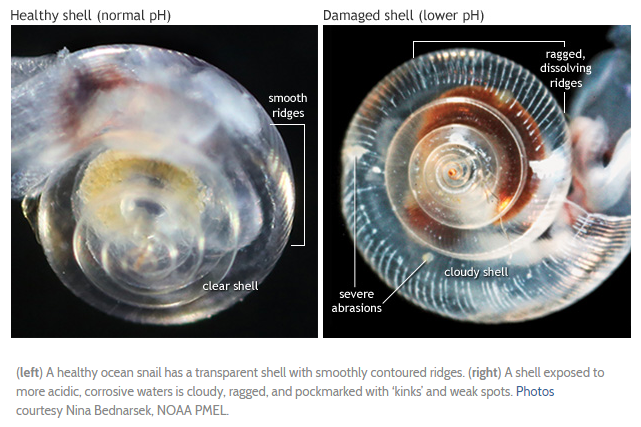 Healthy shell (normal pH)
smooth
ridges
clear shell
Damaged shell (lower pH)
ragged,
dissolving
ridges
cloudy shell
severe
abrasions
(left) A healthy ocean snail has a transparent shell with smoothly contoured ridges. (right) A shell exposed to
more acidic, corrosive waters is cloudy, ragged, and pockmarked with ‘kinks’ and weak spots. Photos
courtesy Nina Bednarsek, NOAA PMEL.